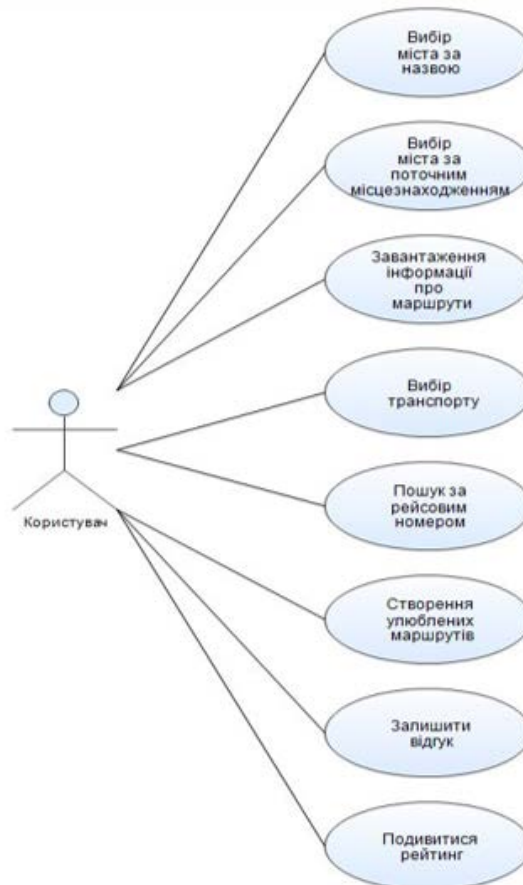 Вибір
міста за
назвою
Вибір
міста за
поточним
місцезнаходженням
Завантаження
інформації
про
маршрути
Вибір
транспорту
Користувач
Пошук за
рейсовим
номером
Створення
улюблених
маршрутів
Залишити
відгук
Подивитися
рейтинг